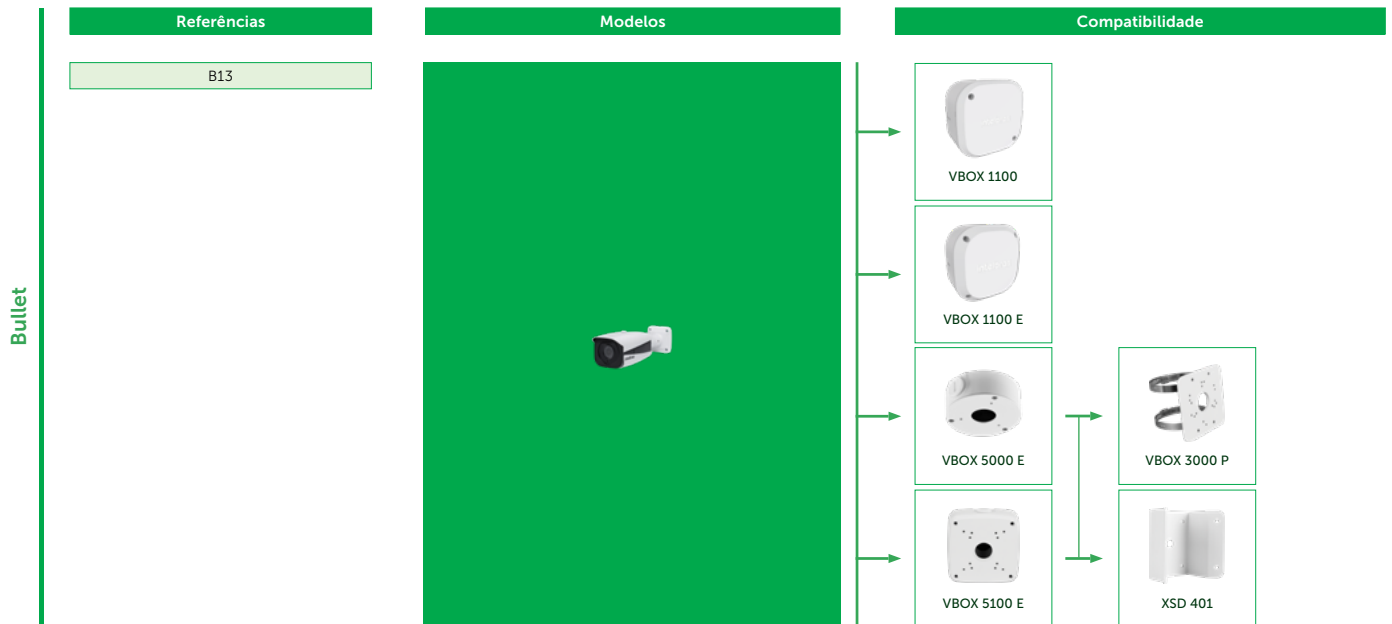 Referências
Modelos
Compatibilidade
Bullet
B13
VBOX 1100
VBOX 1100 E
VBOX 5000 E
VBOX 3000 P
VBOX 5100 E
XSD 401